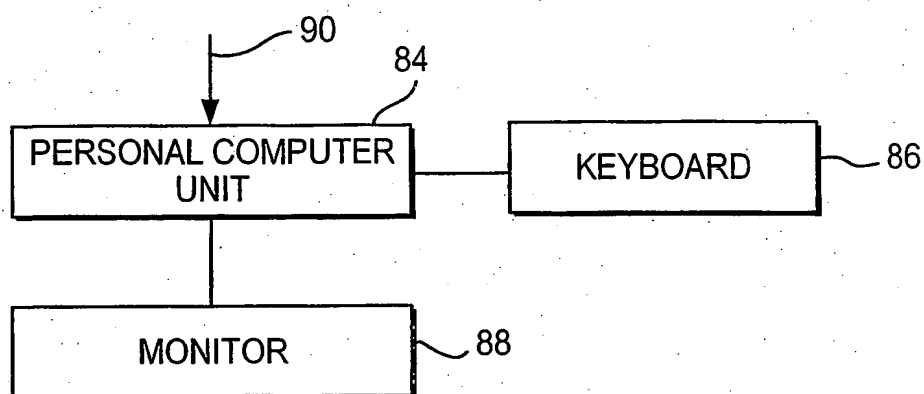 90
84
PERSONAL COMPUTER
UNIT
KEYBOARD
86
MONITOR
88